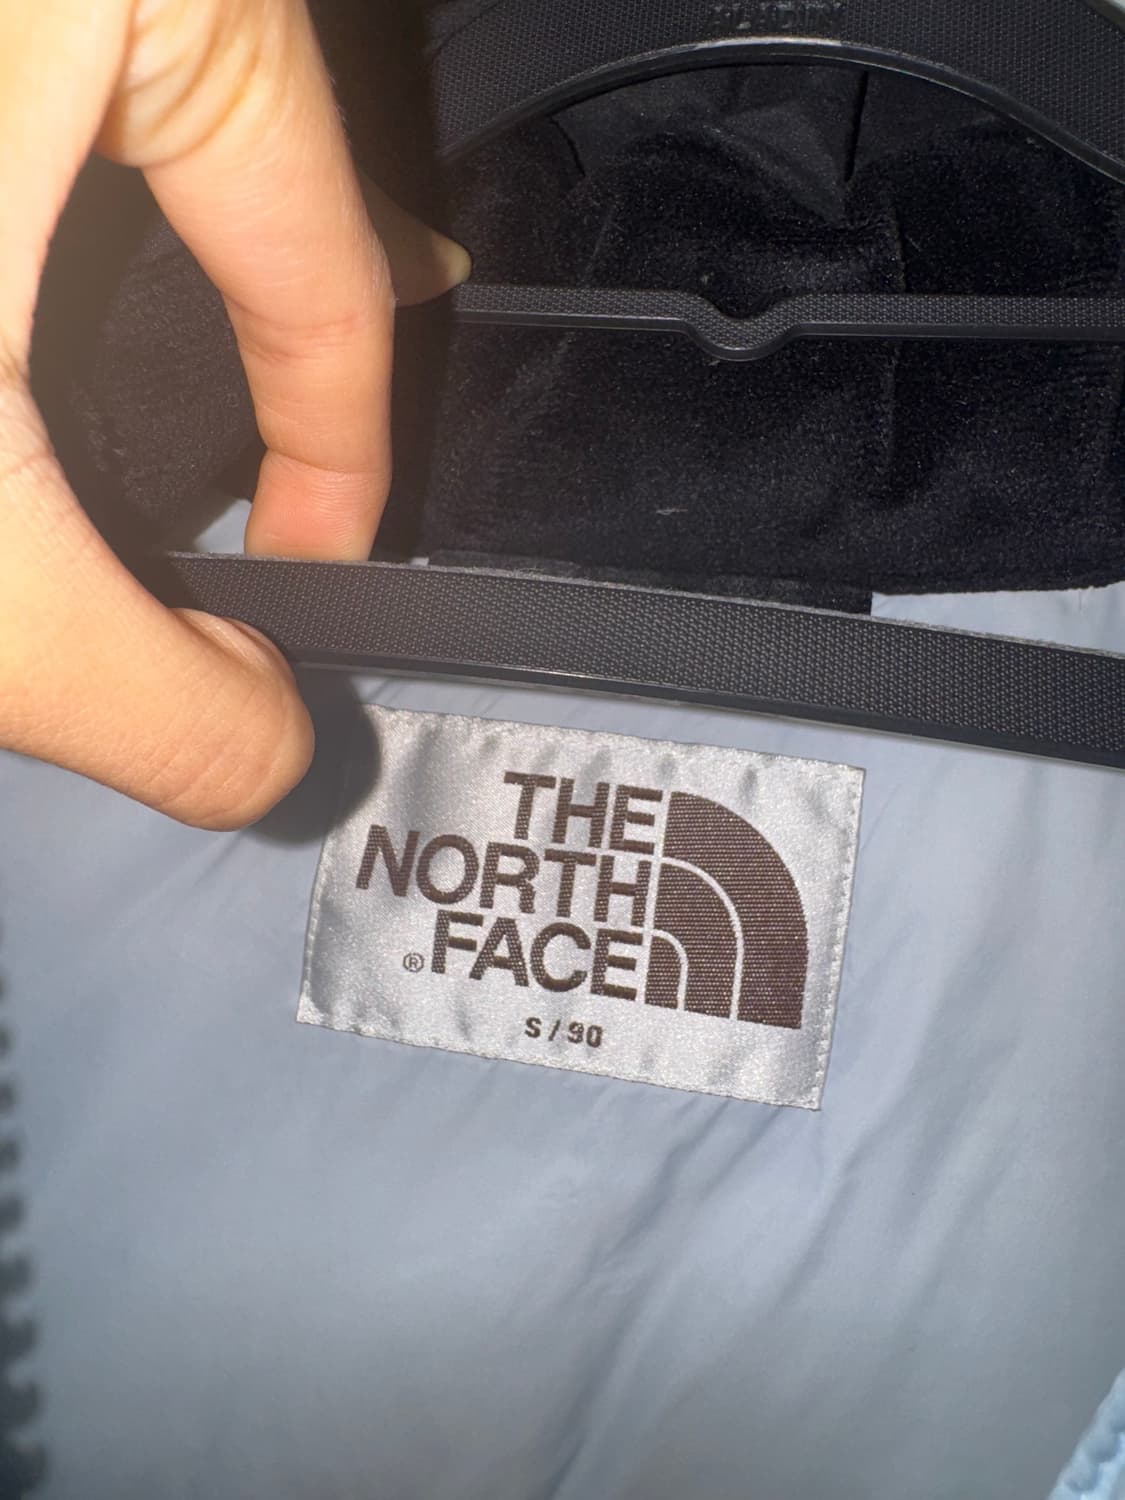 THE
NORTH
®FACE
S / 90